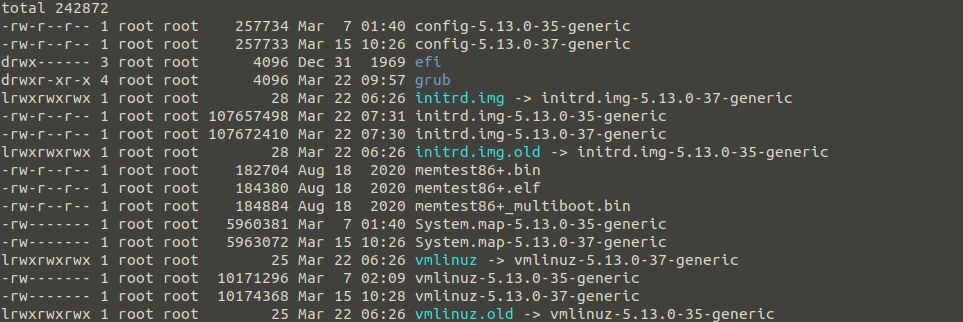 total 242872
-rw-r--r-- 1 root root    257734 Mar  7 01:40 config-5.13.0-35-generic
-rw-r--r-- 1 root root    257733 Mar 15 10:26 config-5.13.0-37-generic
drwx------ 3 root root      4096 Dec 31  1969 efi
drwxr-xr-x 4 root root      4096 Mar 22 09:57 grub
lrwxrwxrwx 1 root root        28 Mar 22 06:26 initrd.img -> initrd.img-5.13.0-37-generic
-rw-r--r-- 1 root root 107657498 Mar 22 07:31 initrd.img-5.13.0-35-generic
-rw-r--r-- 1 root root 107672410 Mar 22 07:30 initrd.img-5.13.0-37-generic
lrwxrwxrwx 1 root root        28 Mar 22 06:26 initrd.img.old -> initrd.img-5.13.0-35-generic
-rw-r--r-- 1 root root    182704 Aug 18  2020 memtest86+.bin
-rw-r--r-- 1 root root    184380 Aug 18  2020 memtest86+.elf
-rw-r--r-- 1 root root    184884 Aug 18  2020 memtest86+_multiboot.bin
-rw------- 1 root root   5960381 Mar  7 01:40 System.map-5.13.0-35-generic
-rw------- 1 root root   5963072 Mar 15 10:26 System.map-5.13.0-37-generic
lrwxrwxrwx 1 root root        25 Mar 22 06:26 vmlinuz -> vmlinuz-5.13.0-37-generic
-rw------- 1 root root  10171296 Mar  7 02:09 vmlinuz-5.13.0-35-generic
-rw------- 1 root root  10174368 Mar 15 10:28 vmlinuz-5.13.0-37-generic
lrwxrwxrwx 1 root root        25 Mar 22 06:26 vmlinuz.old -> vmlinuz-5.13.0-35-generic